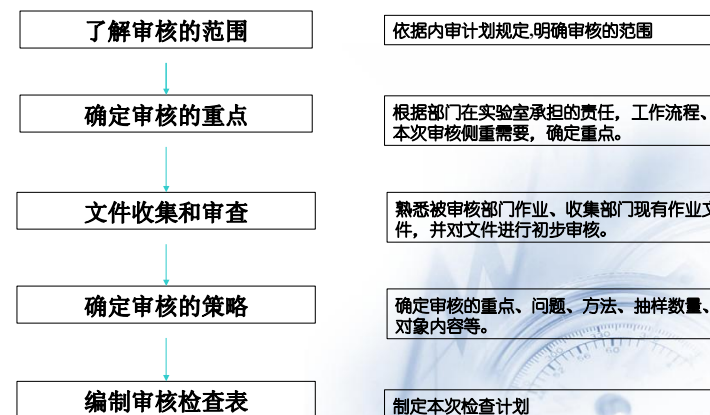 了解审核的范围
依据内审计划规定,明确审核的范围
确定审核的重点
根据部门在实验室承担的责任，工作流程、
本次审核侧重需要，确定重点。
文件收集和审查
熟悉被审核部门作业、收集部门现有作业文
件，并对文件进行初步审核。
确定审核的策略
确定审核的重点、问题、方法、抽样数量、
对象内容等。
编制审核检查表
制定本次检查计划